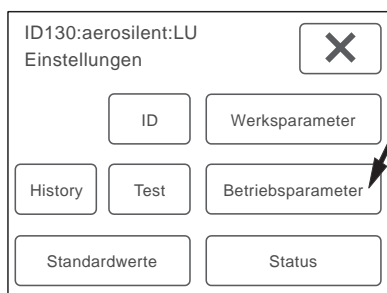 ID130:aerosilent:LU
Einstellungen
ID
Werksparameter
History
Test
Betriebsparameter
Standardwerte
Status